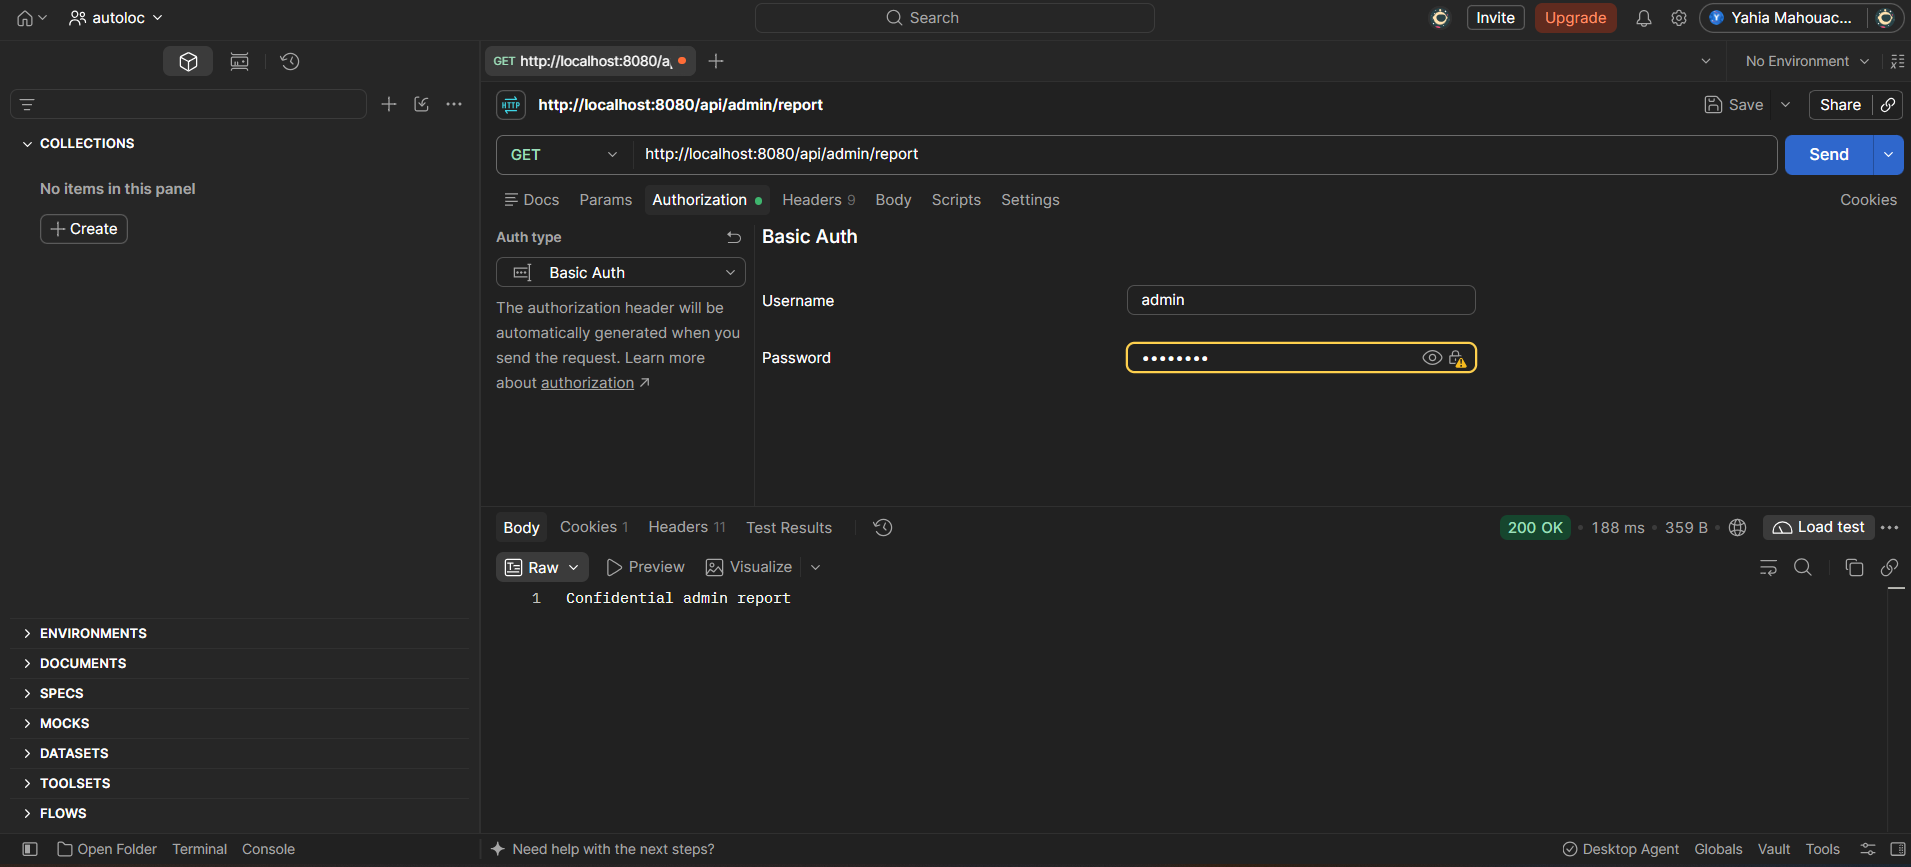 autoloc
Search
Invite
Upgrade
Yahia Mahouac...
GET http://localhost:8080/a
No Environment
COLLECTIONS
No items in this panel
Create
HTTP
http://localhost:8080/api/admin/report
Save
Share
GET
http://localhost:8080/api/admin/report
Send
Docs
Params
Authorization
Headers 9
Body
Scripts
Settings
Cookies
Auth type
Basic Auth
The authorization header will be
automatically generated when you
send the request. Learn more
about authorization ↗
Basic Auth
Username
admin
Password
••••••••
Body
Cookies 1
Headers 11
Test Results
200 OK • 188 ms • 359 B •
Load test
Raw
Preview
Visualize
1 Confidential admin report
ENVIRONMENTS
DOCUMENTS
SPECS
MOCKS
DATASETS
TOOLSETS
FLOWS
Open Folder
Terminal
Console
Need help with the next steps?
Desktop Agent
Globals
Vault
Tools